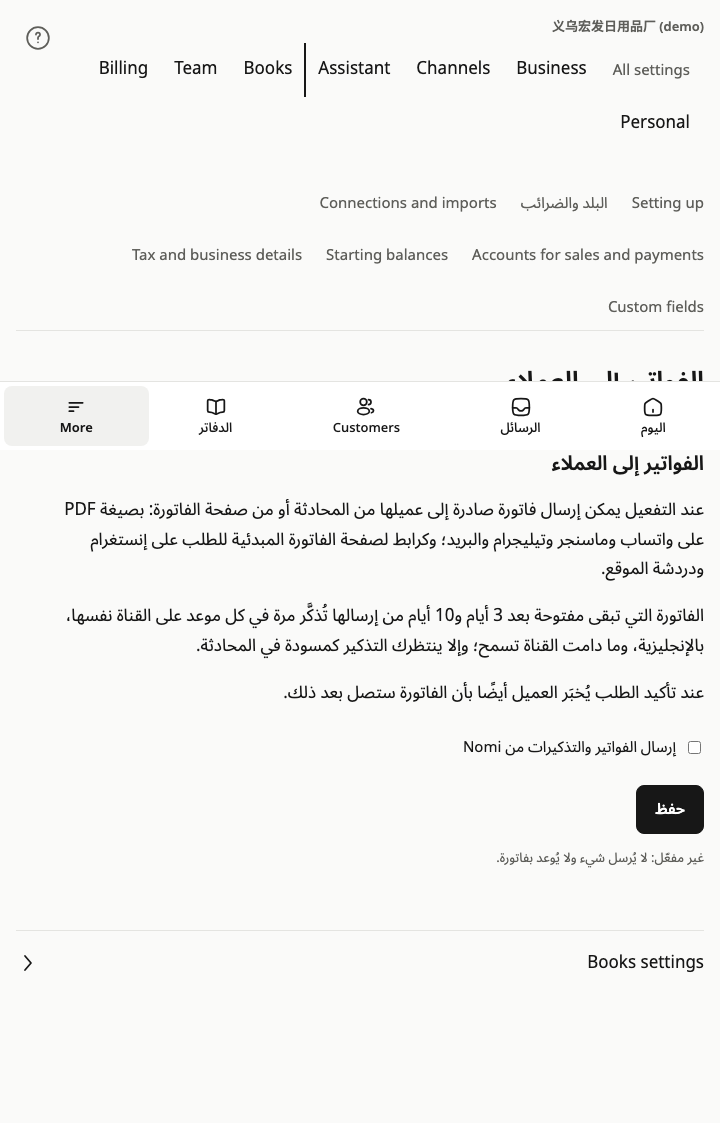 义乌宏发日用品厂 (demo)
All settings
Business
Channels
Assistant
Books
Team
Billing
Personal
Setting up
البلد والضرائب
Connections and imports
Accounts for sales and payments
Starting balances
Tax and business details
Custom fields
الفواتير إلى العملاء
اليوم
الرسائل
Customers
الدفاتر
More
الفواتير إلى العملاء
عند التفعيل يمكن إرسال فاتورة صادرة إلى عميلها من المحادثة أو من صفحة الفاتورة: بصيغة PDF
على واتساب وماسنجر وتيليجرام والبريد؛ وكرابط لصفحة الفاتورة المبدئية للطلب على إنستغرام
ودردشة الموقع.
الفاتورة التي تبقى مفتوحة بعد 3 أيام و10 أيام من إرسالها تُذكَّر مرة في كل موعد على القناة نفسها،
بالإنجليزية، وما دامت القناة تسمح؛ وإلا ينتظرك التذكير كمسودة في المحادثة.
عند تأكيد الطلب يُخبَر العميل أيضًا بأن الفاتورة ستصل بعد ذلك.
إرسال الفواتير والتذكيرات من Nomi
حفظ
غير مفعّل: لا يُرسل شيء ولا يُوعد بفاتورة.
Books settings